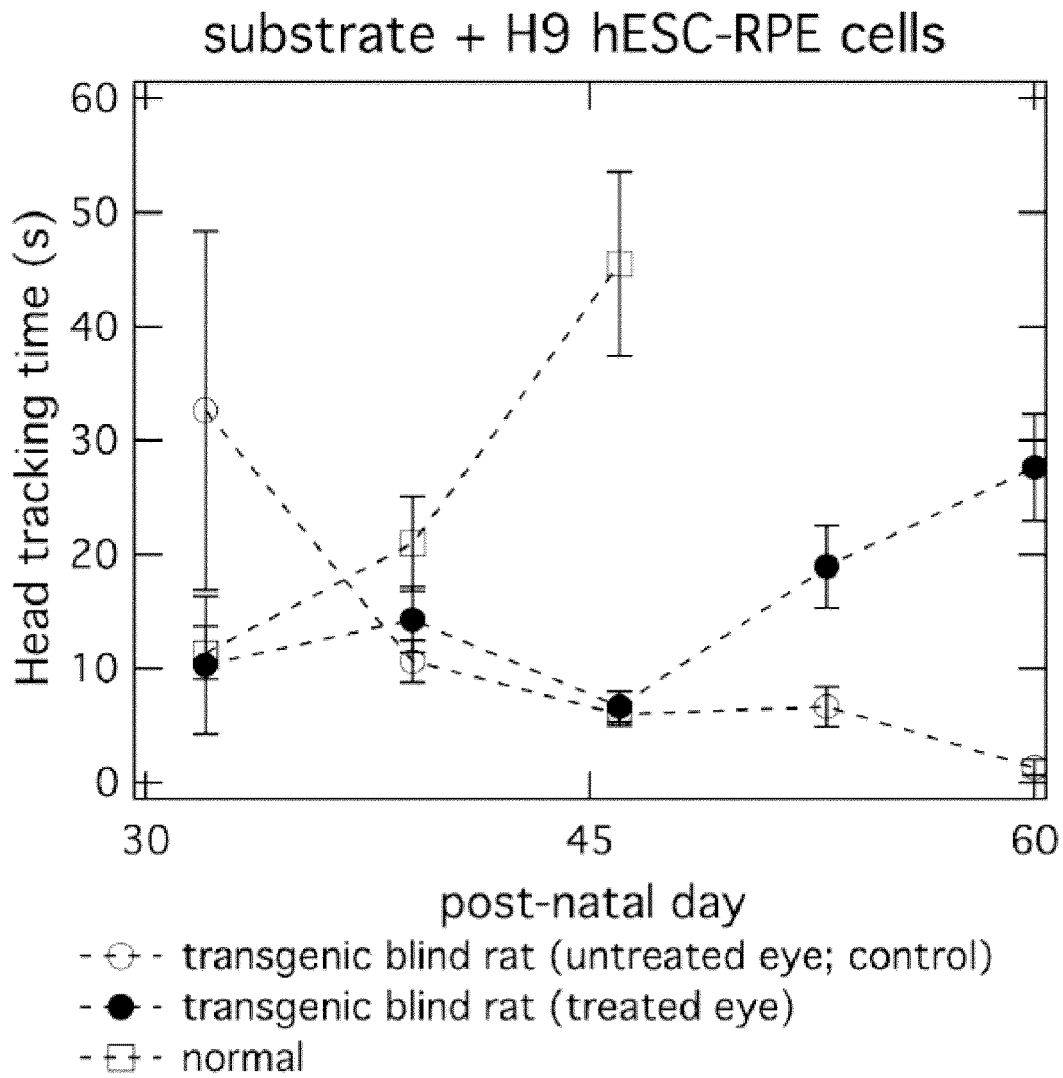 substrate + H9 hESC-RPE cells
60
50
40
30
20
10
0
Head tracking time (s)
30 45 60
post-natal day
transgenic blind rat (untreated eye; control)
transgenic blind rat (treated eye)
normal